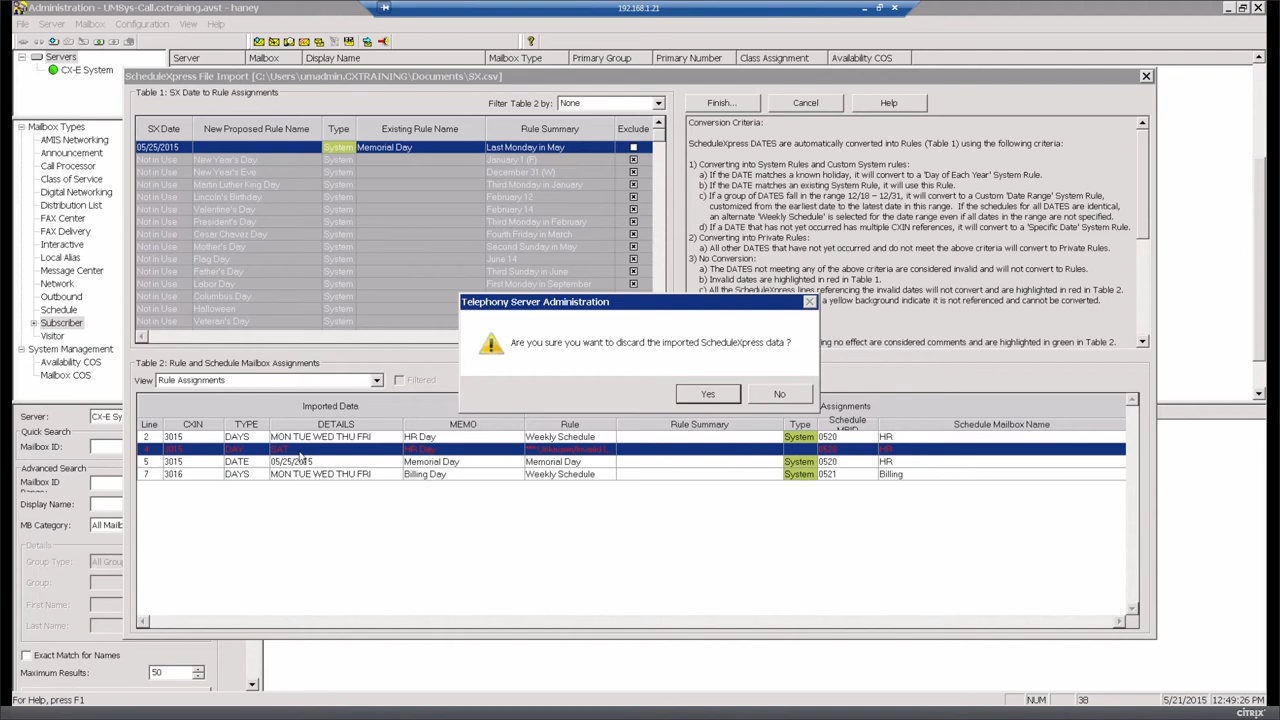 Administration - UMSys-Call.cxtraining.avst - haney
192.168.1.21
File Server Mailbox Configuration View Help
Servers
CX-E System
Server Mailbox Display Name Mailbox Type Primary Group Primary Number Class Assignment Availability COS
ScheduleXpress File Import [C:\Users\umadmin.CXTRAINING\Documents\SX.csv]
Table 1: SX Date to Rule Assignments
Filter Table 2 by: None
Finish... Cancel Help
SX Date New Proposed Rule Name Type Existing Rule Name Rule Summary Exclude
05/25/2015 System Memorial Day Last Monday in May
Not in Use New Year's Day System January 1 (F)
Not in Use New Year's Eve System December 31 (W)
Not in Use Martin Luther King Day System Third Monday in January
Not in Use Lincoln's Birthday System February 12
Not in Use Valentine's Day System February 14
Not in Use President's Day System Third Monday in February
Not in Use Cesar Chavez Day System Fourth Friday in March
Not in Use Mother's Day System Second Sunday in May
Not in Use Flag Day System June 14
Not in Use Father's Day System Third Sunday in June
Not in Use Labor Day System First Monday in September
Not in Use Columbus Day System
Not in Use Halloween System
Not in Use Veteran's Day System
Conversion Criteria:
ScheduleXpress DATES are automatically converted into Rules (Table 1) using the following criteria:
1) Converting into System Rules and Custom System rules:
a) If the DATE matches a known holiday, it will convert to a 'Day of Each Year' System Rule.
b) If the DATE matches an existing System Rule, it will use this Rule.
c) If a group of DATES fall in the range 12/18 – 12/31, it will convert to a Custom 'Date Range' System Rule,
customized from the earliest date to the latest date in this range. If the schedules for all DATES are identical,
an alternate 'Weekly Schedule' is selected for the date range even if all dates in the range are not specified.
d) If a DATE that has not yet occurred has multiple CXIN references, it will convert to a 'Specific Date' System Rule.
2) Converting into Private Rules:
a) All other DATES that have not yet occurred and do not meet the above criteria will convert to Private Rules.
3) No Conversion:
a) The DATES not meeting any of the above criteria are considered invalid and will not convert to Rules.
b) Invalid dates are highlighted in red in Table 1.
c) All the ScheduleXpress lines referencing the invalid DATES will not convert and are highlighted in red in Table 2.
a yellow background indicate it is not referenced and cannot be converted.
ng no effect are considered comments and are highlighted in green in Table 2.
Telephony Server Administration
Are you sure you want to discard the imported ScheduleXpress data ?
Yes No
Mailbox Types
AMIS Networking
Announcement
Call Processor
Class of Service
Digital Networking
Distribution List
FAX Center
FAX Delivery
Interactive
Local Alias
Message Center
Network
Outbound
Schedule
Subscriber
Visitor
System Management
Availability COS
Mailbox COS
Table 2: Rule and Schedule Mailbox Assignments
View Rule Assignments Filtered
Imported Data Assignments
Line CXIN TYPE DETAILS MEMO Rule Rule Summary Type Schedule MBID Schedule Mailbox Name
2 3015 DAYS MON TUE WED THU FRI HR Day Weekly Schedule System 0520 HR
4 3015 DAY SAT HR Day HR
5 3015 DATE 05/25/2015 Memorial Day Memorial Day System 0520 HR
7 3016 DAYS MON TUE WED THU FRI Billing Day Weekly Schedule System 0521 Billing
Server: CX-E System
Quick Search
Mailbox ID:
Advanced Search
Mailbox ID
Display Name:
MB Category: All Mailb
Details
Group Type: All Group
Group:
First Name:
Last Name:
Exact Match for Names
Maximum Results: 50
For Help, press F1
NUM 38 5/21/2015 12:49:26 PM
CITRIX